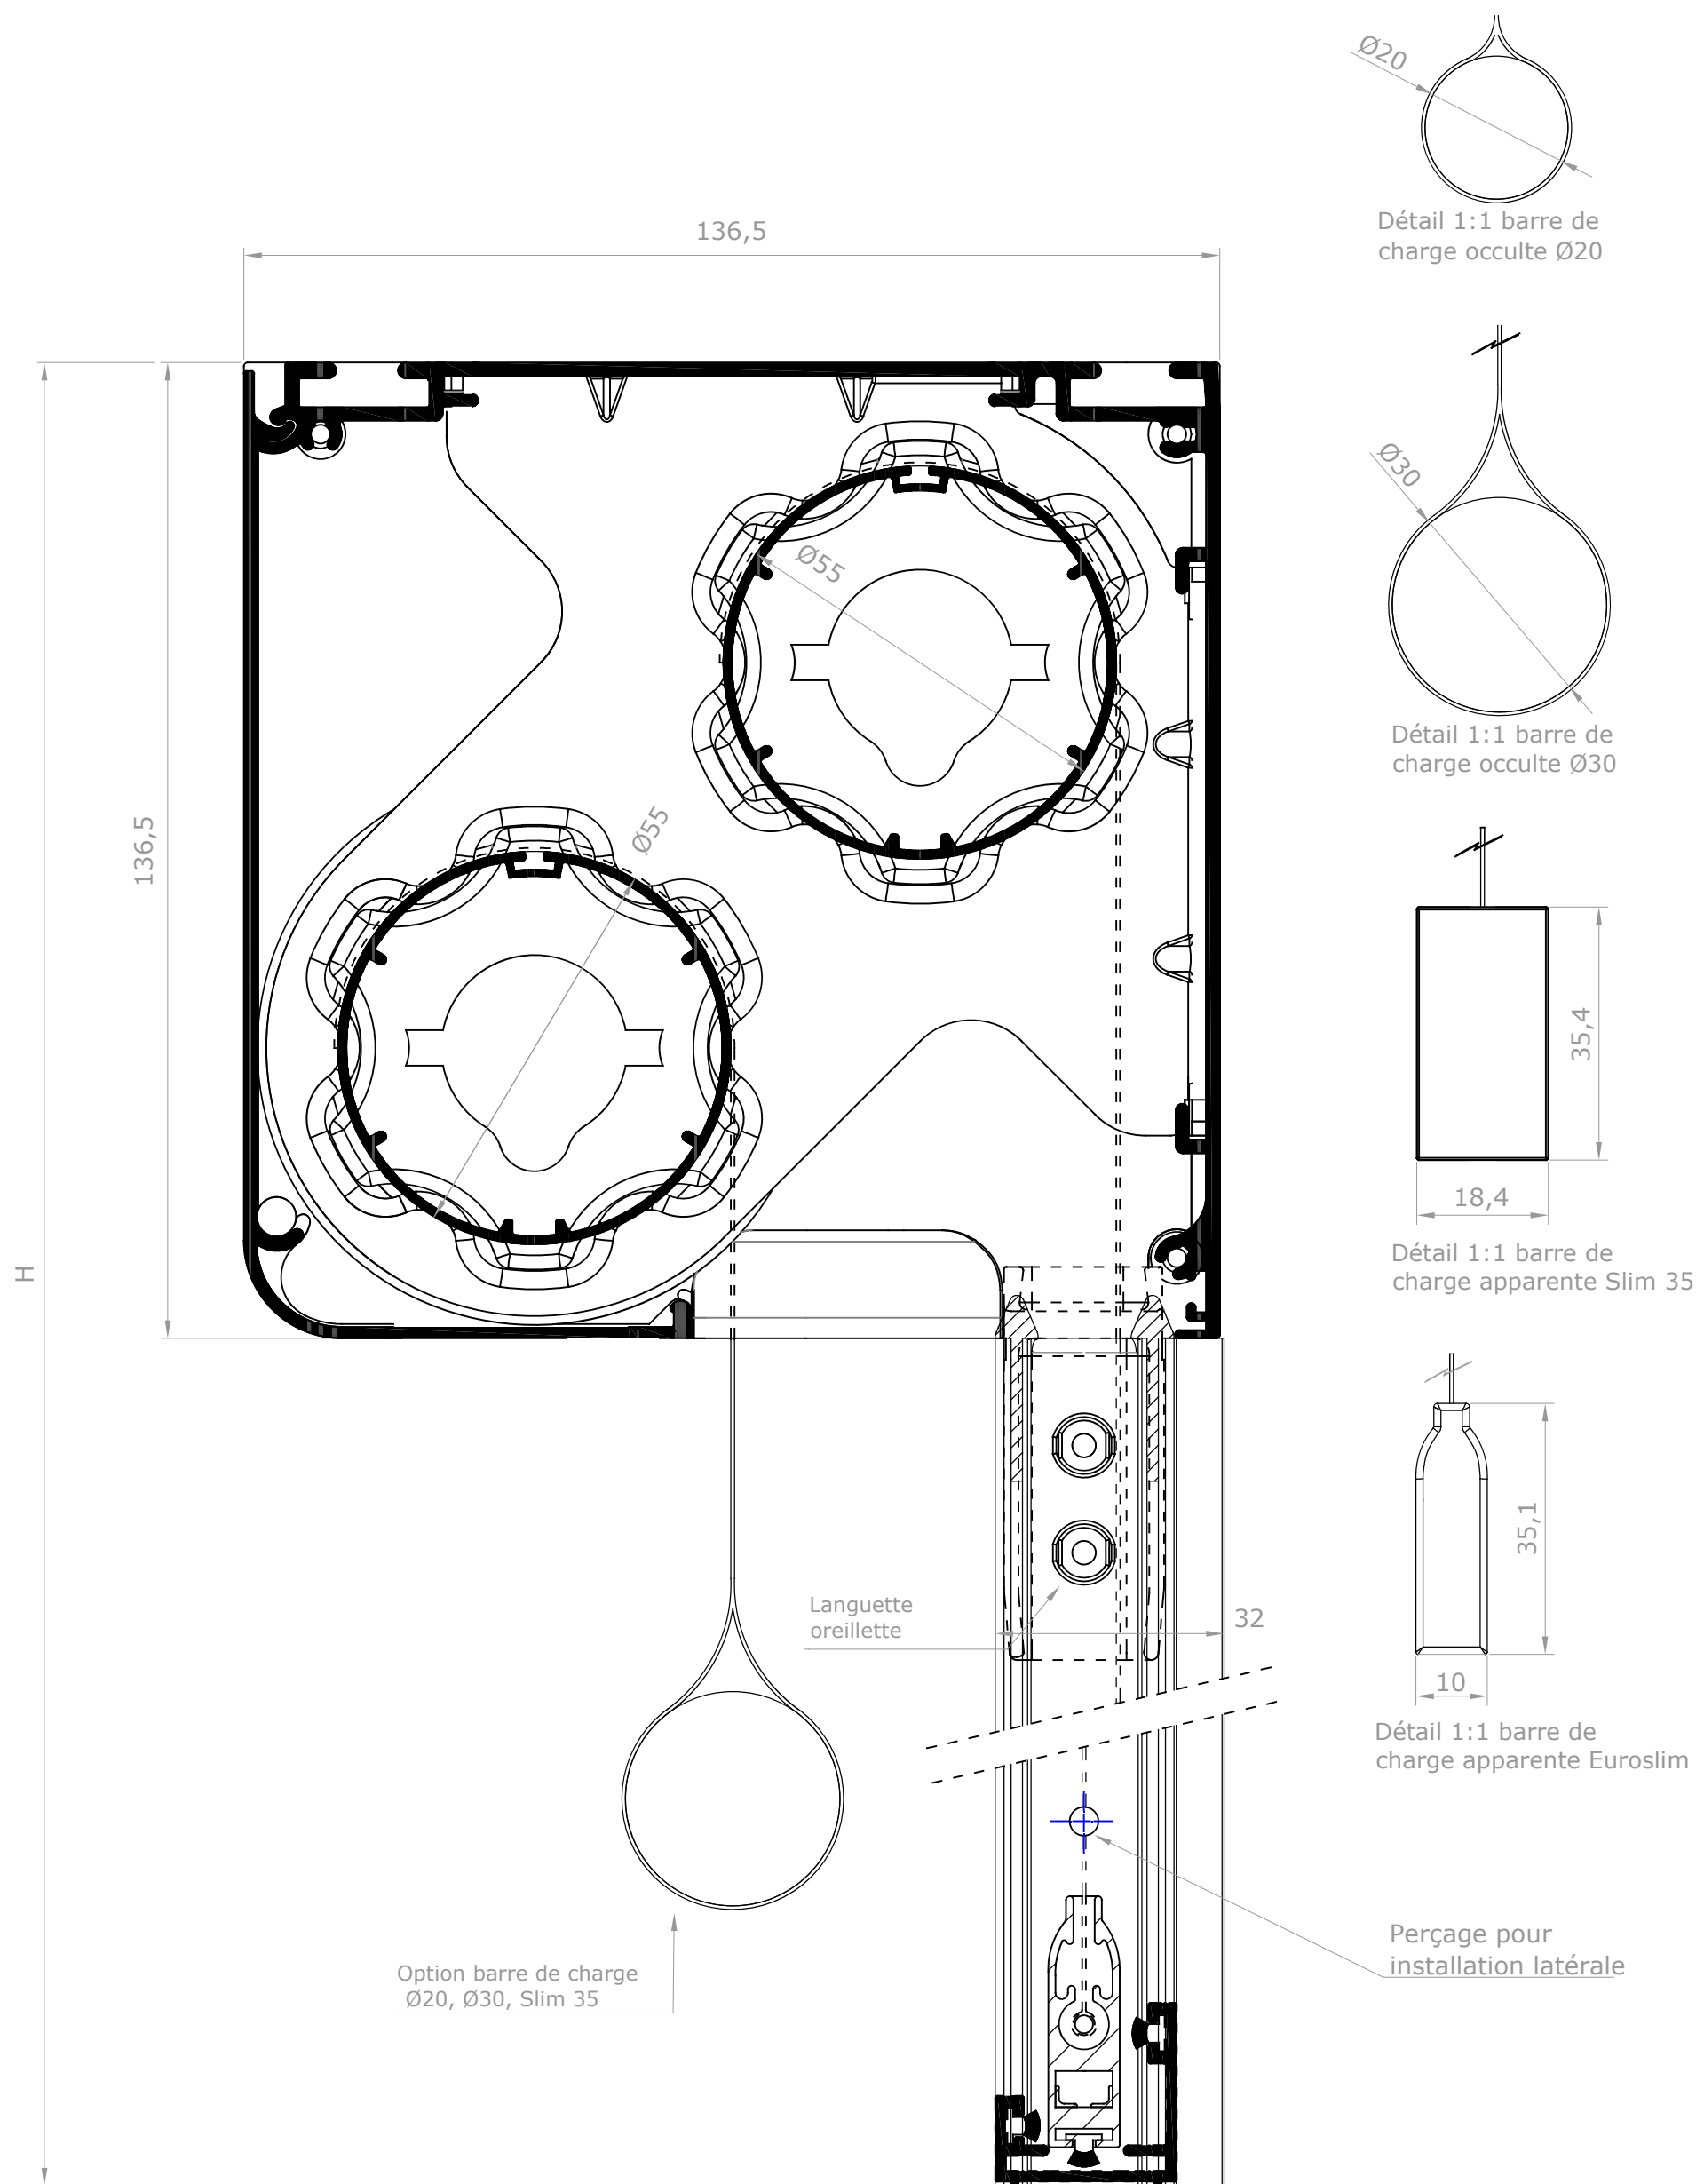 Ø20
Détail 1:1 barre de
charge occulte Ø20
136,5
Ø30
Détail 1:1 barre de
charge occulte Ø30
Ø55
136,5
Ø55
35,4
18,4
Détail 1:1 barre de
charge apparente Slim 35
H
35,1
10
Détail 1:1 barre de
charge apparente Euroslim
Languette
oreillette
32
Perçage pour
installation latérale
Option barre de charge
Ø20, Ø30, Slim 35